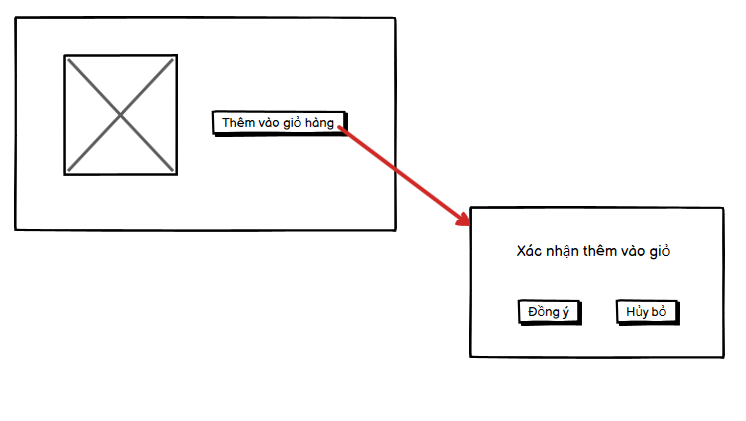 Thêm vào giỏ hàng
Xác nhận thêm vào giỏ
Đồng ý
Hủy bỏ